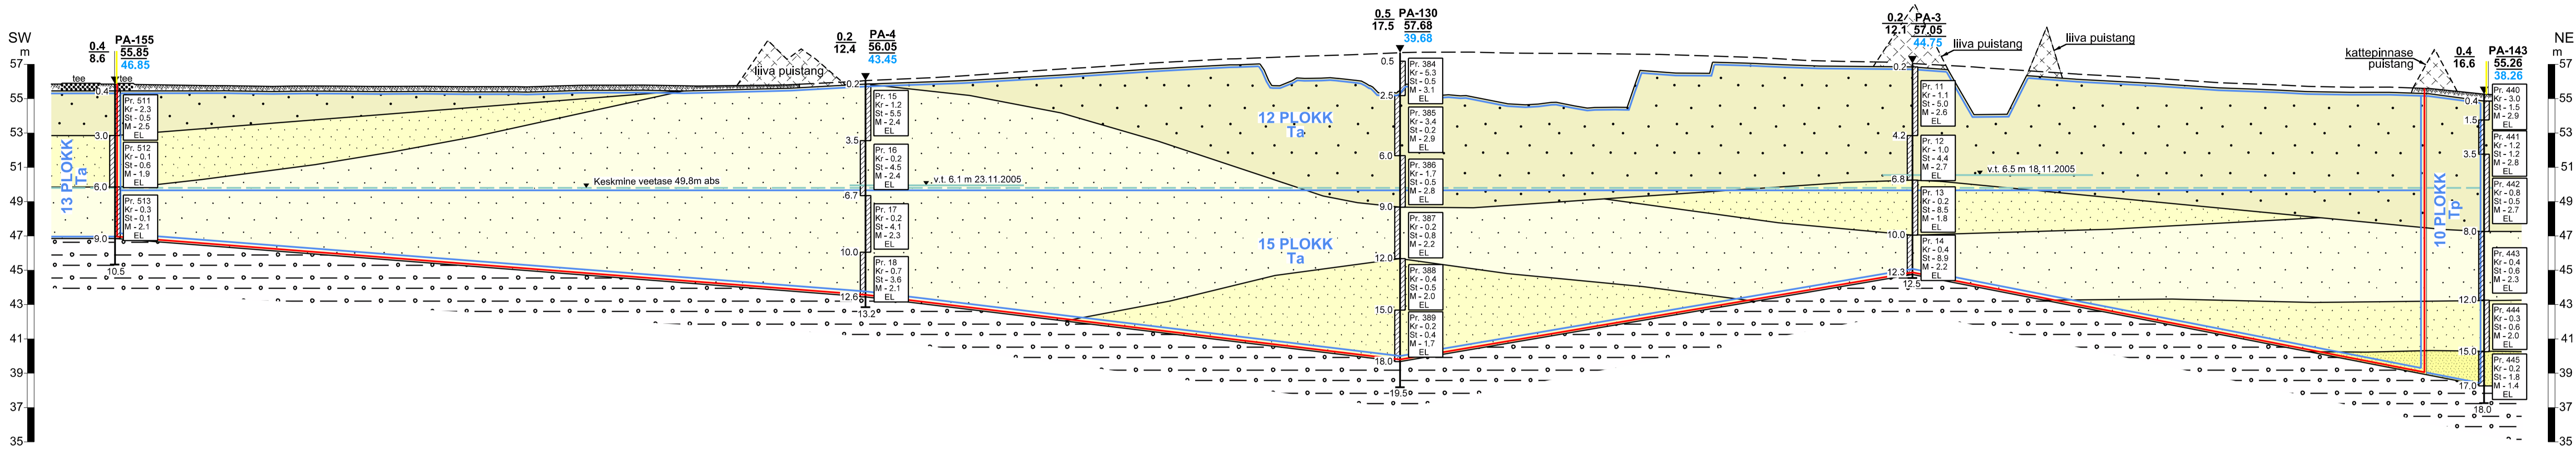 SW
m
57
55
53
51
49
47
45
43
41
39
37
35
0.4
8.6
PA-155
55.85
46.85
tee
tee
0.4
3.0
6.0
9.0
10.5
Pr. 511
Kr - 2.3
St - 0.5
M - 2.5
EL
Pr. 512
Kr - 0.1
St - 0.6
M - 1.9
EL
Pr. 513
Kr - 0.3
St - 0.1
M - 2.1
EL
13 PLOKK
Ta
liiva puistang
Keskmine veetase 49,8m abs
0.2
12.4
PA-4
56.05
43.45
0.2
3.5
6.7
10.0
12.6
13.2
Pr. 15
Kr - 1.2
St - 5.5
M - 2.4
EL
Pr. 16
Kr - 0.2
St - 4.5
M - 2.4
EL
Pr. 17
Kr - 0.2
St - 4.1
M - 2.3
EL
Pr. 18
Kr - 0.7
St - 3.6
M - 2.1
EL
v.t. 6.1 m 23.11.2005
12 PLOKK
Ta
15 PLOKK
Ta
0.5
17.5
PA-130
57.68
39.68
0.5
2.5
6.0
9.0
12.0
15.0
18.0
19.5
Pr. 384
Kr - 5.3
St - 0.5
M - 3.1
EL
Pr. 385
Kr - 3.4
St - 0.2
M - 2.9
EL
Pr. 386
Kr - 1.7
St - 0.5
M - 2.8
EL
Pr. 387
Kr - 0.2
St - 0.8
M - 2.2
EL
Pr. 388
Kr - 0.4
St - 0.5
M - 2.0
EL
Pr. 389
Kr - 0.2
St - 0.4
M - 1.7
EL
0.2
12.1
PA-3
57.05
44.75
0.2
4.2
6.8
10.0
12.3
12.5
Pr. 11
Kr - 1.1
St - 5.0
M - 2.6
EL
Pr. 12
Kr - 1.0
St - 4.4
M - 2.7
EL
Pr. 13
Kr - 0.2
St - 8.5
M - 1.8
EL
Pr. 14
Kr - 0.4
St - 8.9
M - 2.2
EL
liiva puistang
liiva puistang
v.t. 6.5 m 18.11.2005
kattepinnase
puistang
10 PLOKK
Tp
0.4
16.6
PA-143
55.26
38.26
0.4
1.5
3.5
8.0
12.0
15.0
17.0
18.0
Pr. 440
Kr - 3.0
St - 1.5
M - 2.9
EL
Pr. 441
Kr - 1.2
St - 1.2
M - 2.8
EL
Pr. 442
Kr - 0.8
St - 0.5
M - 2.7
EL
Pr. 443
Kr - 0.4
St - 0.6
M - 2.3
EL
Pr. 444
Kr - 0.3
St - 0.6
M - 2.0
EL
Pr. 445
Kr - 0.2
St - 1.8
M - 1.4
EL
NE
m
57
55
53
51
49
47
45
43
41
39
37
35